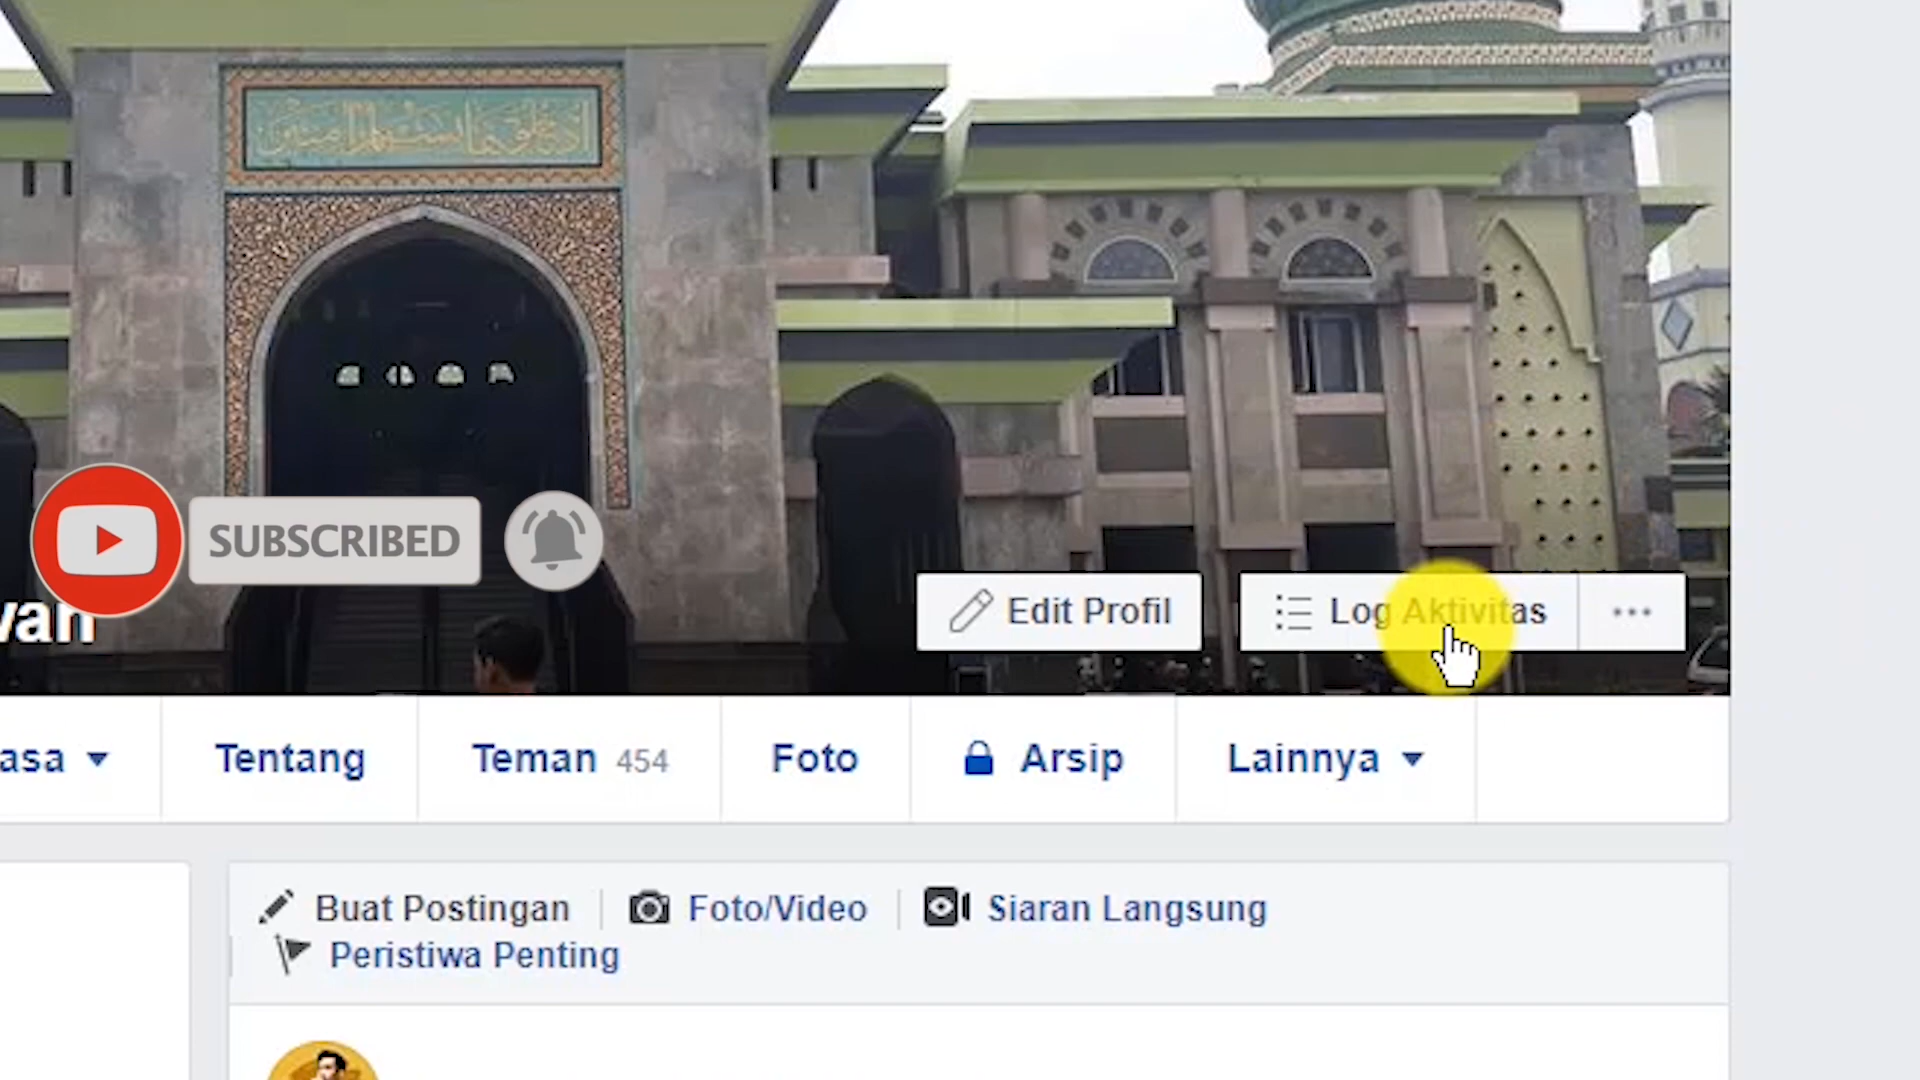 SUBSCRIBED
Edit Profil
Log Aktivitas
asa
Tentang
Teman 454
Foto
Arsip
Lainnya
Buat Postingan
Foto/Video
Siaran Langsung
Peristiwa Penting